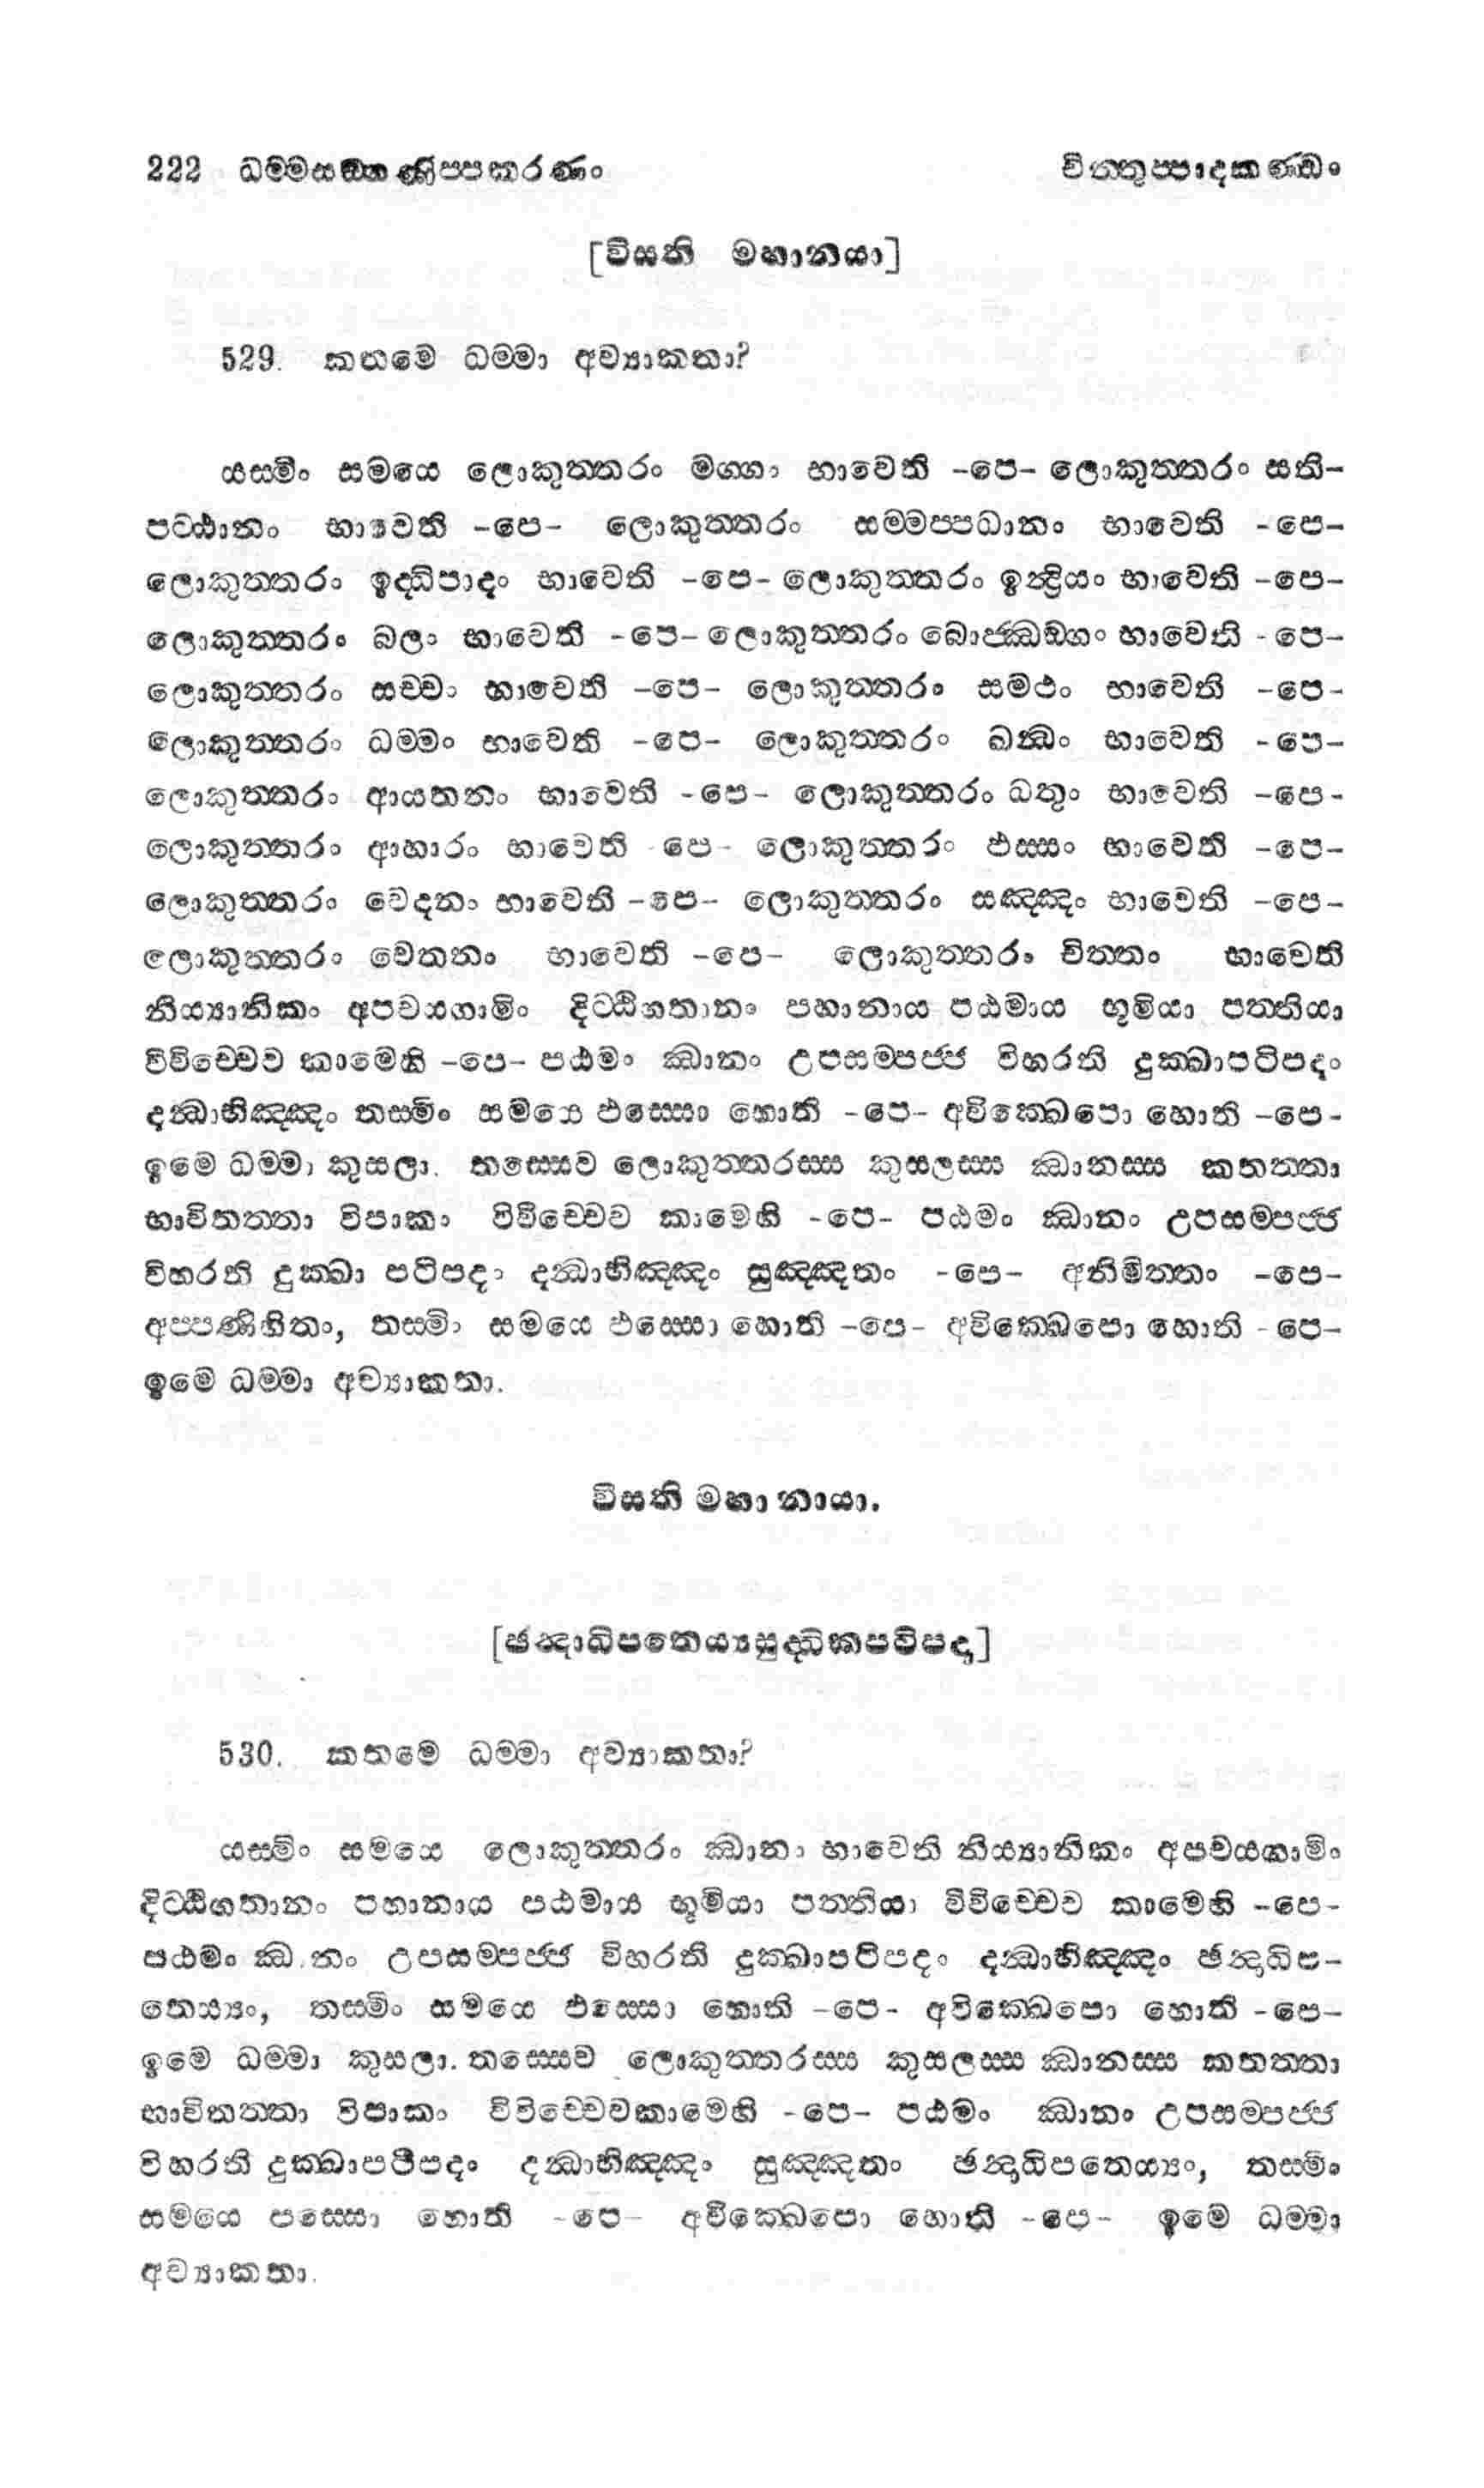 222 ධම්මසඞ්ගණිප්පකරණං චිත්තුප්පාදකණ්ඩං
[වීසති මහානයා]
529. කතමෙ ධම්මා අව්‍යාකතා?
යස්මිං සමයෙ ලොකුත්තරං මග්ගං භාවෙති -පෙ- ලොකුත්තරං සති-
පට්ඨානං භාවෙති -පෙ- ලොකුත්තරං සම්මප්පධානං භාවෙති -පෙ-
ලොකුත්තරං ඉද්ධිපාදං භාවෙති -පෙ- ලොකුත්තරං ඉන්ද්‍රියං භාවෙති -පෙ-
ලොකුත්තරං බලං භාවෙති -පෙ- ලොකුත්තරං බොජ්ඣඞ්ගං භාවෙති -පෙ-
ලොකුත්තරං සච්චං භාවෙති -පෙ- ලොකුත්තරං සමථං භාවෙති -පෙ-
ලොකුත්තරං ධම්මං භාවෙති -පෙ- ලොකුත්තරං ඛන්ධං භාවෙති -පෙ-
ලොකුත්තරං ආයතනං භාවෙති -පෙ- ලොකුත්තරං ධතුං භාවෙති -පෙ-
ලොකුත්තරං ආහාරං භාවෙති -පෙ- ලොකුත්තරං ඵස්සං භාවෙති -පෙ-
ලොකුත්තරං වෙදනං භාවෙති -පෙ- ලොකුත්තරං සඤ්ඤං භාවෙති -පෙ-
ලොකුත්තරං චෙතනං භාවෙති -පෙ- ලොකුත්තරං චිත්තං භාවෙති
නිය්‍යානිකං අපචයගාමිං දිට්ඨිගතානං පහානාය පඨමාය භූමියා පත්තියා
විවිච්චෙව කාමෙහි -පෙ- පඨමං ඣානං උපසම්පජ්ජ විහරති දුක්ඛාපටිපදං
දන්ධාභිඤ්ඤං තස්මිං සමයෙ ඵස්සො හොති -පෙ- අවික්ඛෙපො හොති -පෙ-
ඉමෙ ධම්මා කුසලා. තස්සෙව ලොකුත්තරස්ස කුසලස්ස ඣානස්ස කතත්තා
භාවිතත්තා විපාකං විවිච්චෙව කාමෙහි -පෙ- පඨමං ඣානං උපසම්පජ්ජ
විහරති දුක්ඛා පටිපදං දන්ධාභිඤ්ඤං සුඤ්ඤතං -පෙ- අනිමිත්තං -පෙ-
අප්පණිහිතං, තස්මිං සමයෙ ඵස්සො හොති -පෙ- අවික්ඛෙපො හොති -පෙ-
ඉමෙ ධම්මා අව්‍යාකතා.
වීසති මහා නායා.
[ඡන්දාධිපතෙය්‍යසුද්ධිකපටිපදා]
530. කතමෙ ධම්මා අව්‍යාකතා?
යස්මිං සමයෙ ලොකුත්තරං ඣානං භාවෙති නිය්‍යානිකං අපචයගාමිං
දිට්ඨිගතානං පහානාය පඨමාය භූමියා පත්තියා විවිච්චෙව කාමෙහි -පෙ-
පඨමං ඣානං උපසම්පජ්ජ විහරති දුක්ඛාපටිපදං දන්ධාභිඤ්ඤං ඡන්දාධිප-
තෙය්‍යං, තස්මිං සමයෙ ඵස්සො හොති -පෙ- අවික්ඛෙපො හොති -පෙ-
ඉමෙ ධම්මා කුසලා. තස්සෙව ලොකුත්තරස්ස කුසලස්ස ඣානස්ස කතත්තා
භාවිතත්තා විපාකං විවිච්චෙවකාමෙහි -පෙ- පඨමං ඣානං උපසම්පජ්ජ
විහරති දුක්ඛාපටිපදං දන්ධාභිඤ්ඤං සුඤ්ඤතං ඡන්දාධිපතෙය්‍යං, තස්මිං
සමයෙ පස්සො හොති -පෙ- අවික්ඛෙපො හොති -පෙ- ඉමෙ ධම්මා
අව්‍යාකතා.